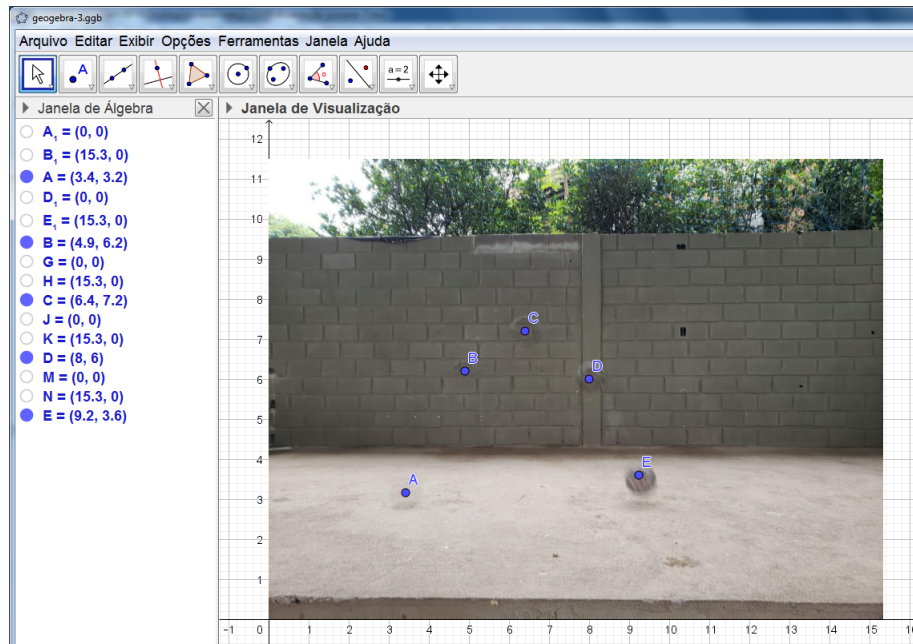 geogebra-3.ggb
Arquivo Editar Exibir Opções Ferramentas Janela Ajuda
A
a=2
Janela de Álgebra
Janela de Visualização
A₁ = (0, 0)
B₁ = (15.3, 0)
A = (3.4, 3.2)
D₁ = (0, 0)
E₁ = (15.3, 0)
B = (4.9, 6.2)
G = (0, 0)
H = (15.3, 0)
C = (6.4, 7.2)
J = (0, 0)
K = (15.3, 0)
D = (8, 6)
M = (0, 0)
N = (15.3, 0)
E = (9.2, 3.6)
12
11
10
9
8
7
6
5
4
3
2
1
C
B
D
E
A
-1 0 1 2 3 4 5 6 7 8 9 10 11 12 13 14 15 16